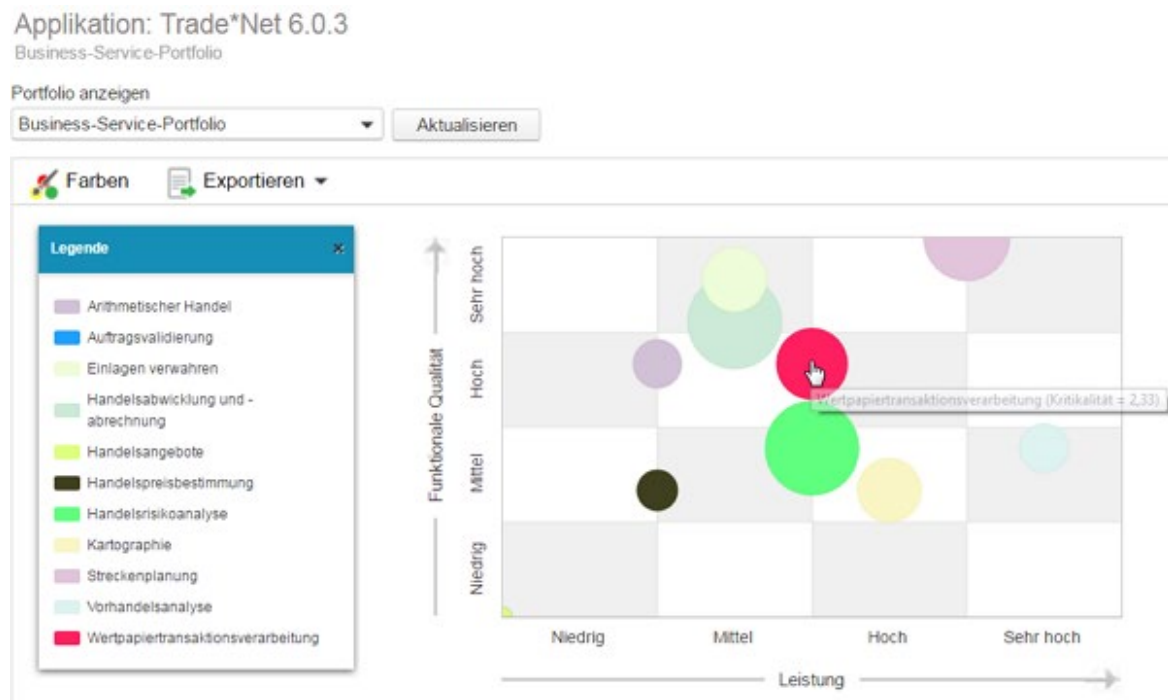 Applikation: Trade*Net 6.0.3
Business-Service-Portfolio
Portfolio anzeigen
Business-Service-Portfolio
Aktualisieren
Farben
Exportieren
Legende
Arithmetischer Handel
Auftragsvalidierung
Einlagen verwahren
Handelsabwicklung und -
abrechnung
Handelsangebote
Handelspreisbestimmung
Handelsrisikoanalyse
Kartographie
Streckenplanung
Vorhandelsanalyse
Wertpapiertransaktionsverarbeitung
Funktionale Qualität
Sehr hoch
Hoch
Mittel
Niedrig
Wertpapiertransaktionsverarbeitung (Kritikalität = 2,33)
Niedrig
Mittel
Hoch
Sehr hoch
Leistung